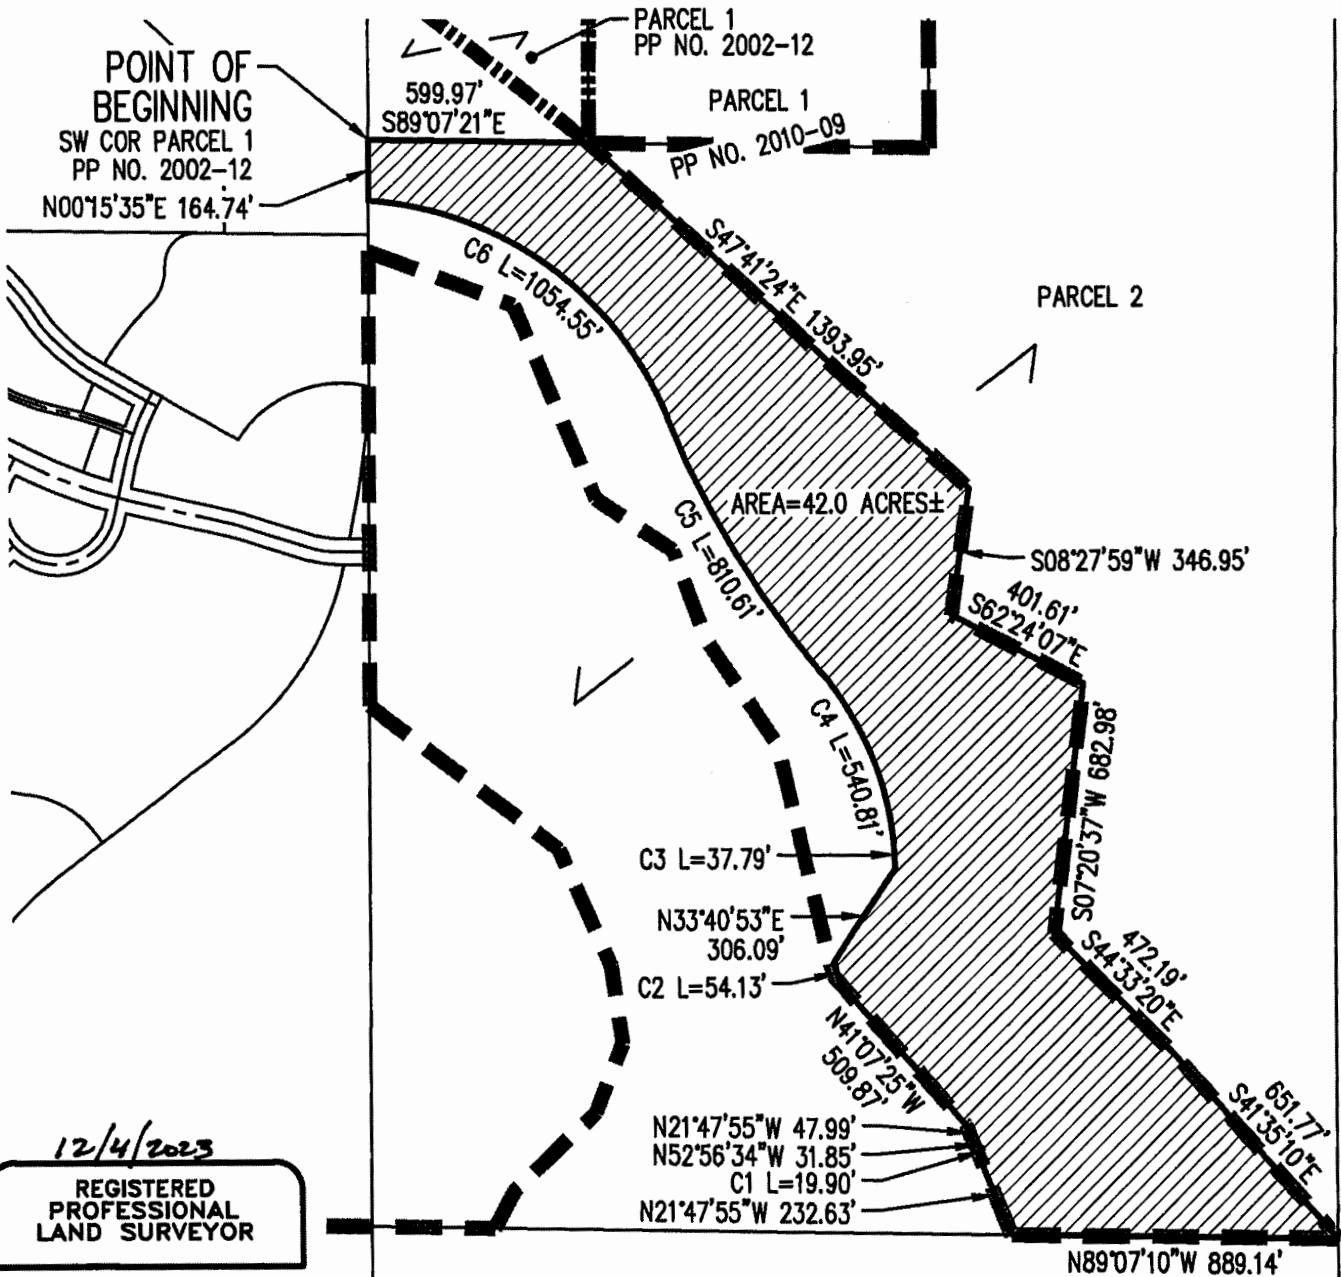 PARCEL 1
PP NO. 2002-12
POINT OF
BEGINNING
SW COR PARCEL 1
PP NO. 2002-12
N00°15'35"E 164.74'
599.97'
S89°07'21"E
PARCEL 1
PP NO. 2010-09
S47°41'24"E 1393.95'
C6 L=1054.55'
PARCEL 2
C5 L=810.61'
AREA=42.0 ACRES±
S08°27'59"W 346.95'
401.61'
S62°24'07"E
C4 L=540.81'
S07°20'37"W 682.98'
C3 L=37.79'
N33°40'53"E
306.09'
C2 L=54.13'
472.19'
S44°33'20"E
N41°07'25"W
509.87'
N21°47'55"W 47.99'
N52°56'34"W 31.85'
C1 L=19.90'
N21°47'55"W 232.63'
651.77'
S41°35'10"E
N89°07'10"W 889.14'
12/4/2023
REGISTERED
PROFESSIONAL
LAND SURVEYOR